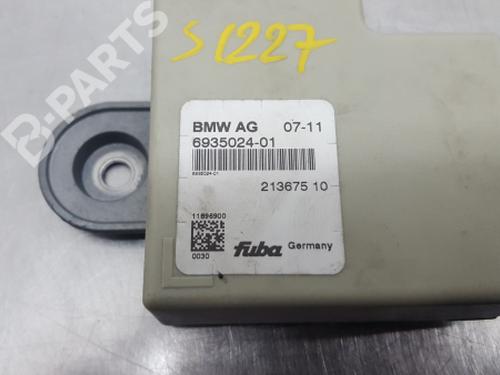 B-PARTS
S1227
BMW AG 07-11
6935024-01
6935024-01
213675 10
11896900
0030
fuba Germany